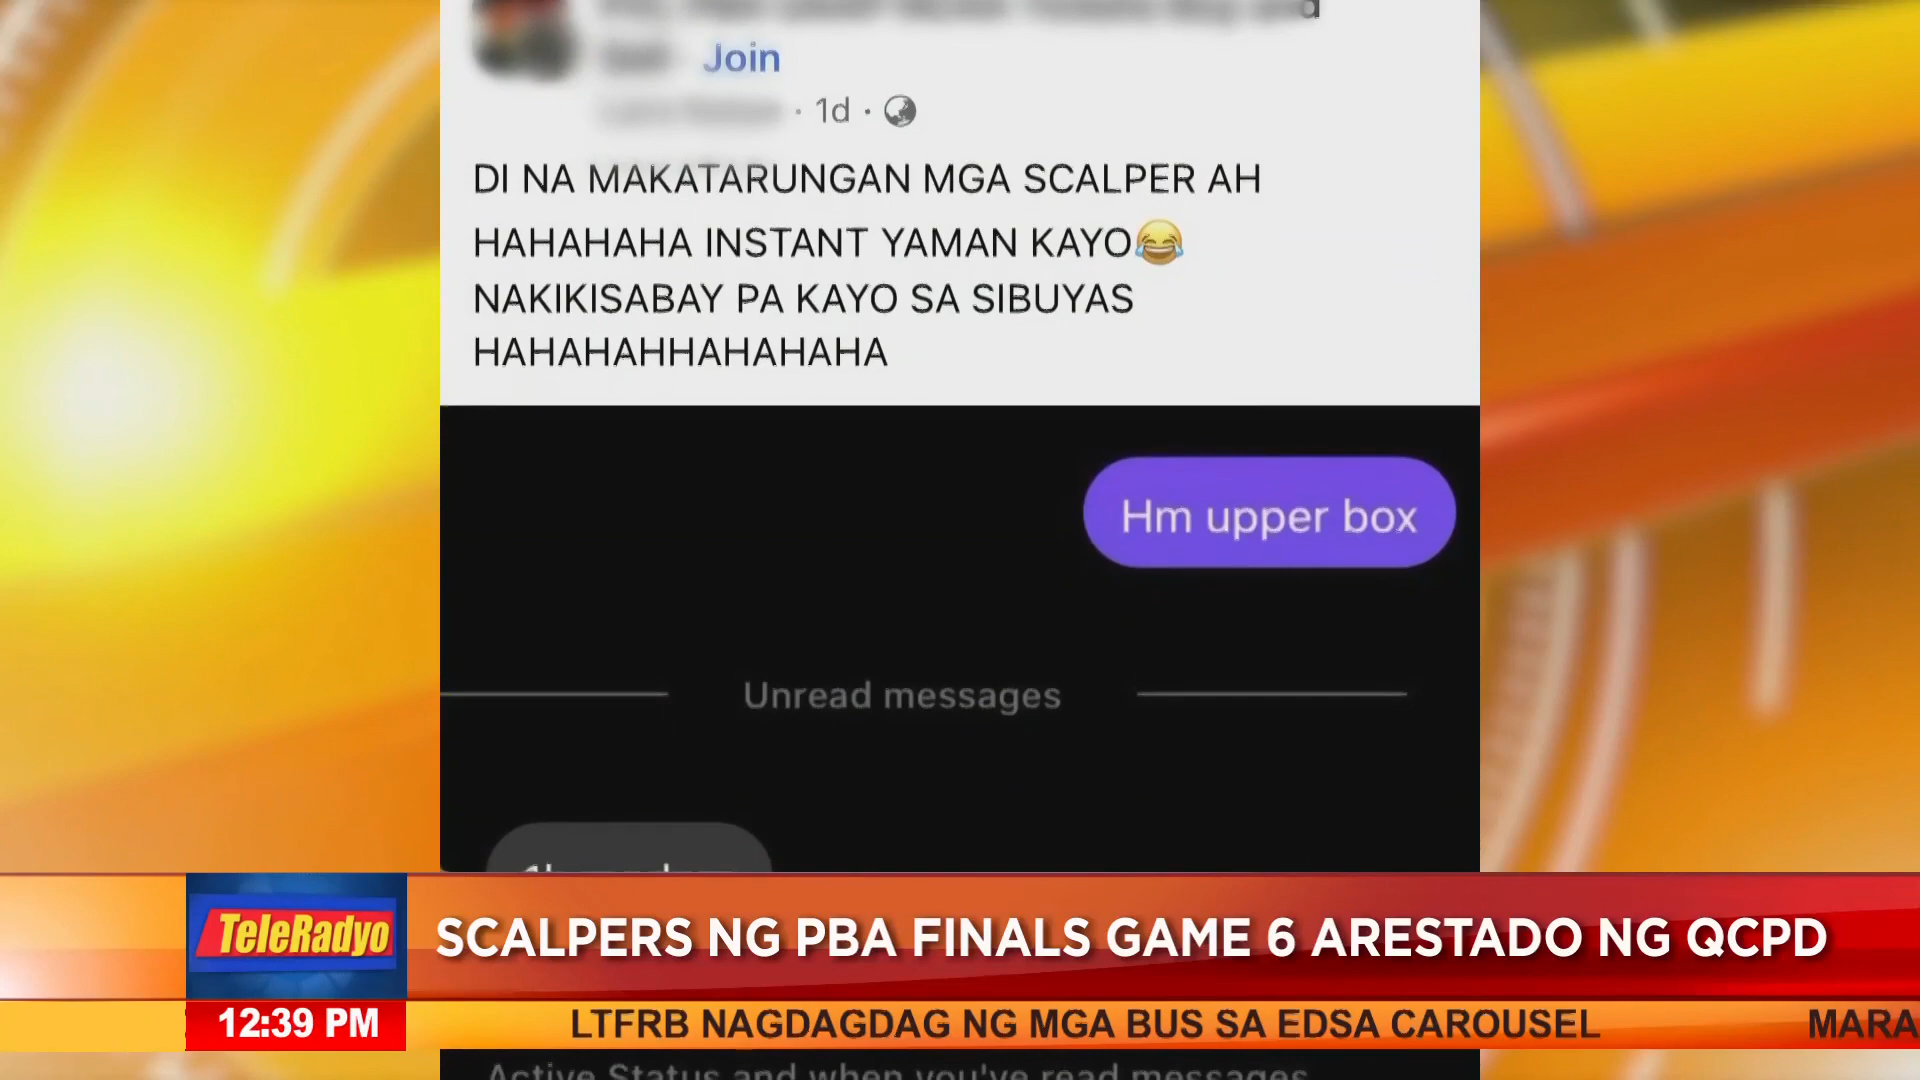 Join
· 1d ·
DI NA MAKATARUNGAN MGA SCALPER AH
HAHAHAHA INSTANT YAMAN KAYO😂
NAKIKISABAY PA KAYO SA SIBUYAS
HAHAHAHHAHAHAHA
Hm upper box
Unread messages
TeleRadyo
SCALPERS NG PBA FINALS GAME 6 ARESTADO NG QCPD
12:39 PM
LTFRB NAGDAGDAG NG MGA BUS SA EDSA CAROUSEL
MARA
Active Status and when you've read messages